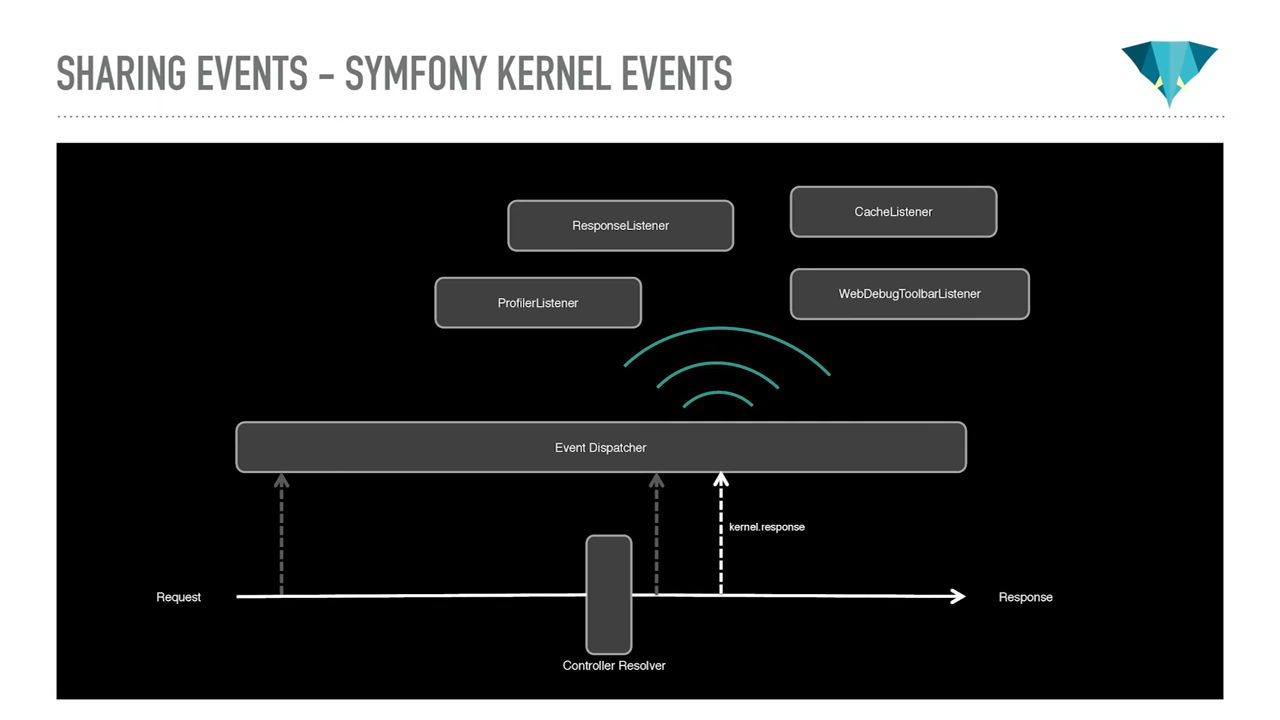 SHARING EVENTS – SYMFONY KERNEL EVENTS
CacheListener
ResponseListener
WebDebugToolbarListener
ProfilerListener
Event Dispatcher
kernel.response
Request
Response
Controller Resolver